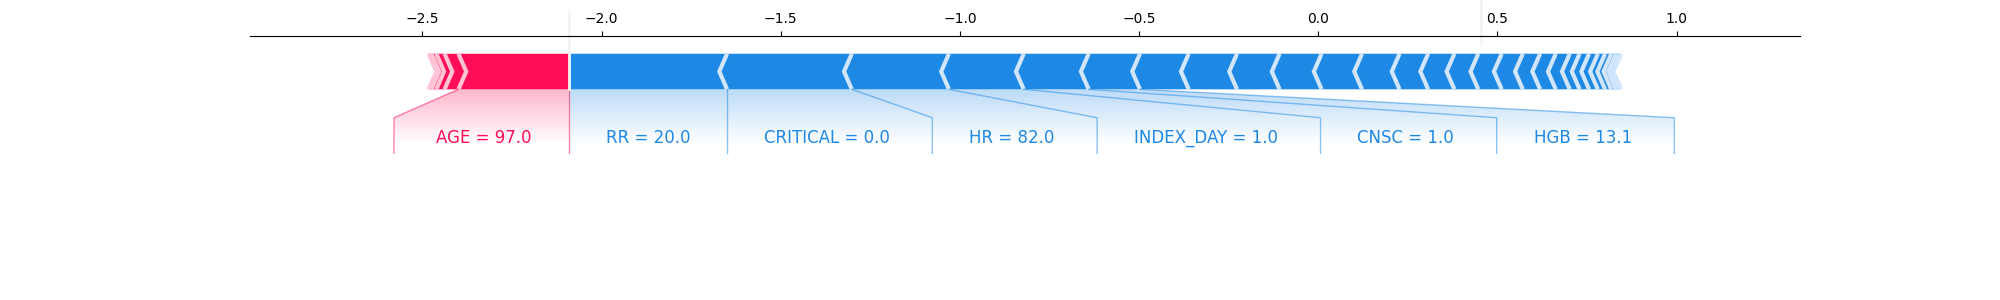 −2.5 −2.0 −1.5 −1.0 −0.5 0.0 0.5 1.0
AGE = 97.0 RR = 20.0 CRITICAL = 0.0 HR = 82.0 INDEX_DAY = 1.0 CNSC = 1.0 HGB = 13.1